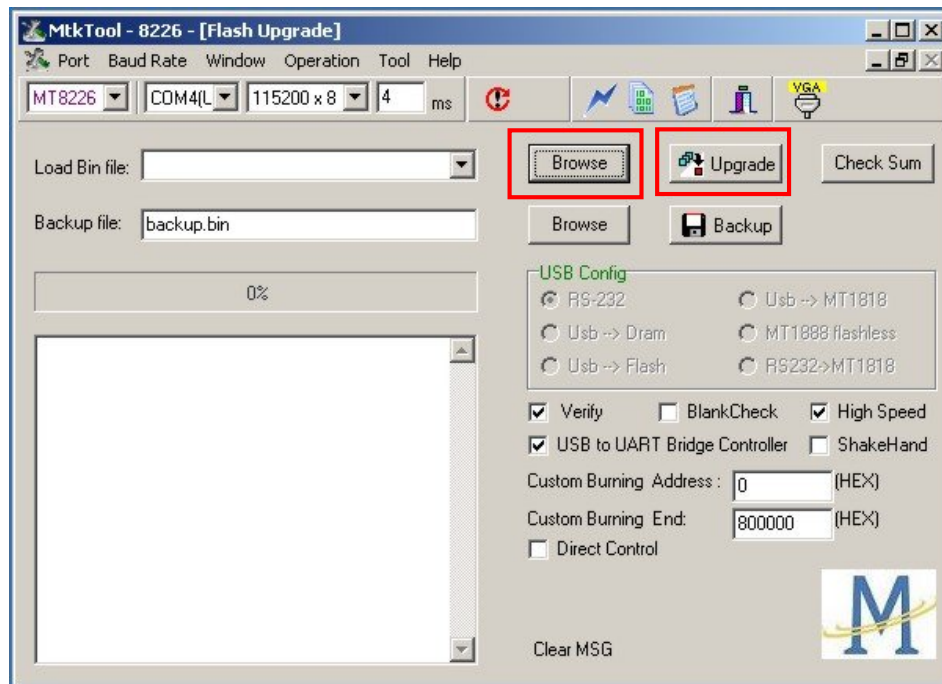 MtkTool - 8226 - [Flash Upgrade]
Port Baud Rate Window Operation Tool Help
MT8226 COM4(L 115200 x 8 4 ms VGA
Load Bin file: Browse Upgrade Check Sum
Backup file: backup.bin Browse Backup
0%
USB Config
RS-232 Usb --> MT1818
Usb --> Dram MT1888 flashless
Usb --> Flash RS232->MT1818
Verify BlankCheck High Speed
USB to UART Bridge Controller ShakeHand
Custom Burning Address : 0 (HEX)
Custom Burning End: 800000 (HEX)
Direct Control
M
Clear MSG